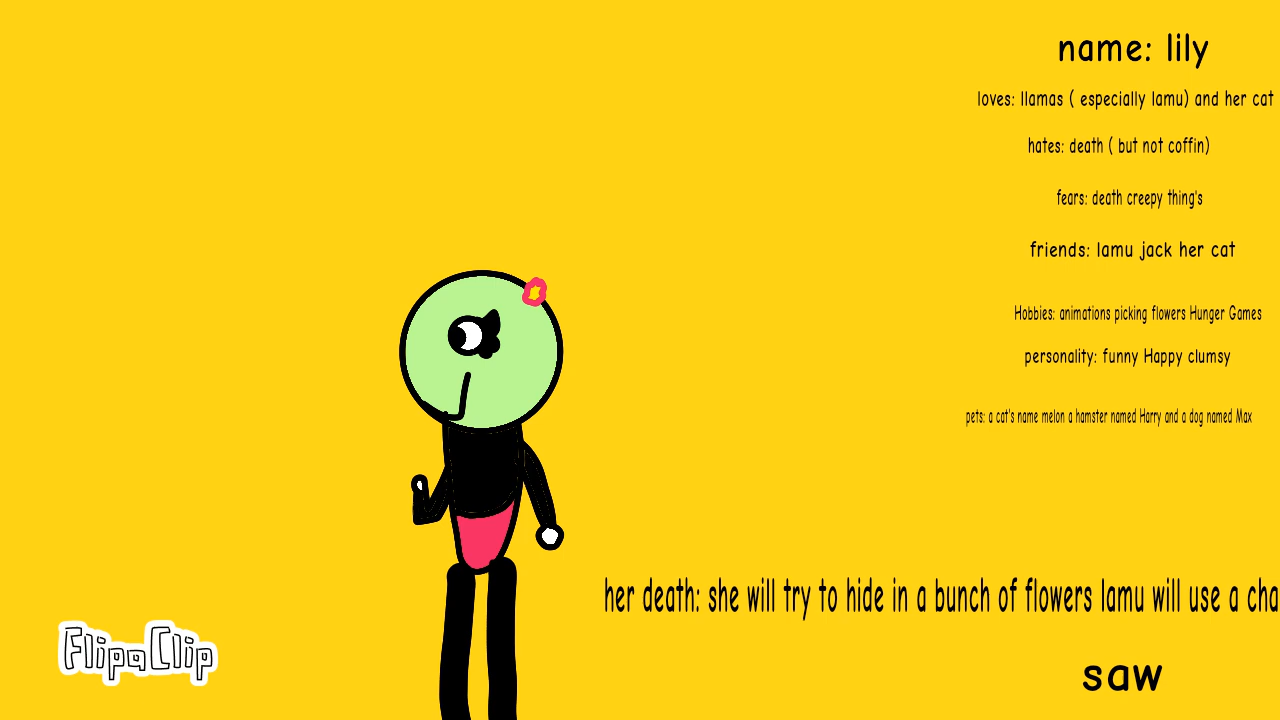 name: lily
loves: llamas ( especially lamu) and her cat
hates: death ( but not coffin)
fears: death creepy thing's
friends: lamu jack her cat
Hobbies: animations picking flowers Hunger Games
personality: funny Happy clumsy
pets: a cat's name melon a hamster named Harry and a dog named Max
her death: she will try to hide in a bunch of flowers lamu will use a cha
FlipaClip
saw